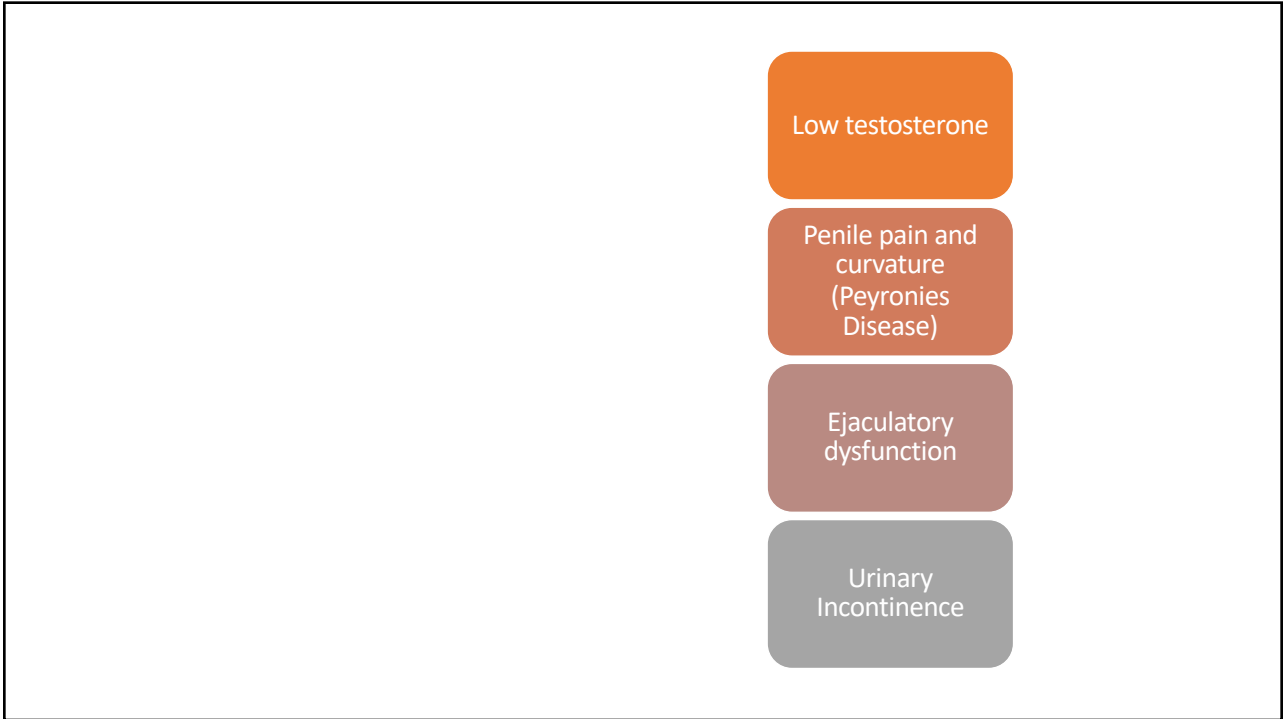 Low testosterone
Penile pain and
curvature
(Peyronies
Disease)
Ejaculatory
dysfunction
Urinary
Incontinence